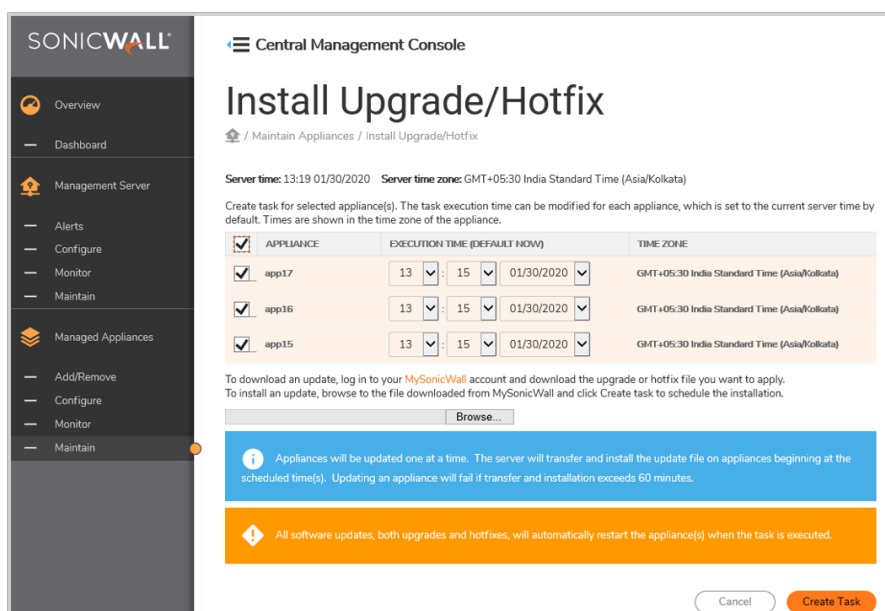 SONICWALL
Central Management Console
Install Upgrade/Hotfix
/ Maintain Appliances / Install Upgrade/Hotfix
Overview
Dashboard
Management Server
Alerts
Configure
Monitor
Maintain
Managed Appliances
Add/Remove
Configure
Monitor
Maintain
Server time: 13:19 01/30/2020 Server time zone: GMT+05:30 India Standard Time (Asia/Kolkata)
Create task for selected appliance(s). The task execution time can be modified for each appliance, which is set to the current server time by
default. Times are shown in the time zone of the appliance.
APPLIANCE EXECUTION TIME (DEFAULT NOW) TIME ZONE
app17 13 : 15 01/30/2020 GMT+05:30 India Standard Time (Asia/Kolkata)
app16 13 : 15 01/30/2020 GMT+05:30 India Standard Time (Asia/Kolkata)
app15 13 : 15 01/30/2020 GMT+05:30 India Standard Time (Asia/Kolkata)
To download an update, log in to your MySonicWall account and download the upgrade or hotfix file you want to apply.
To install an update, browse to the file downloaded from MySonicWall and click Create task to schedule the installation.
Browse...
Appliances will be updated one at a time. The server will transfer and install the update file on appliances beginning at the
scheduled time(s). Updating an appliance will fail if transfer and installation exceeds 60 minutes.
All software updates, both upgrades and hotfixes, will automatically restart the appliance(s) when the task is executed.
Cancel Create Task